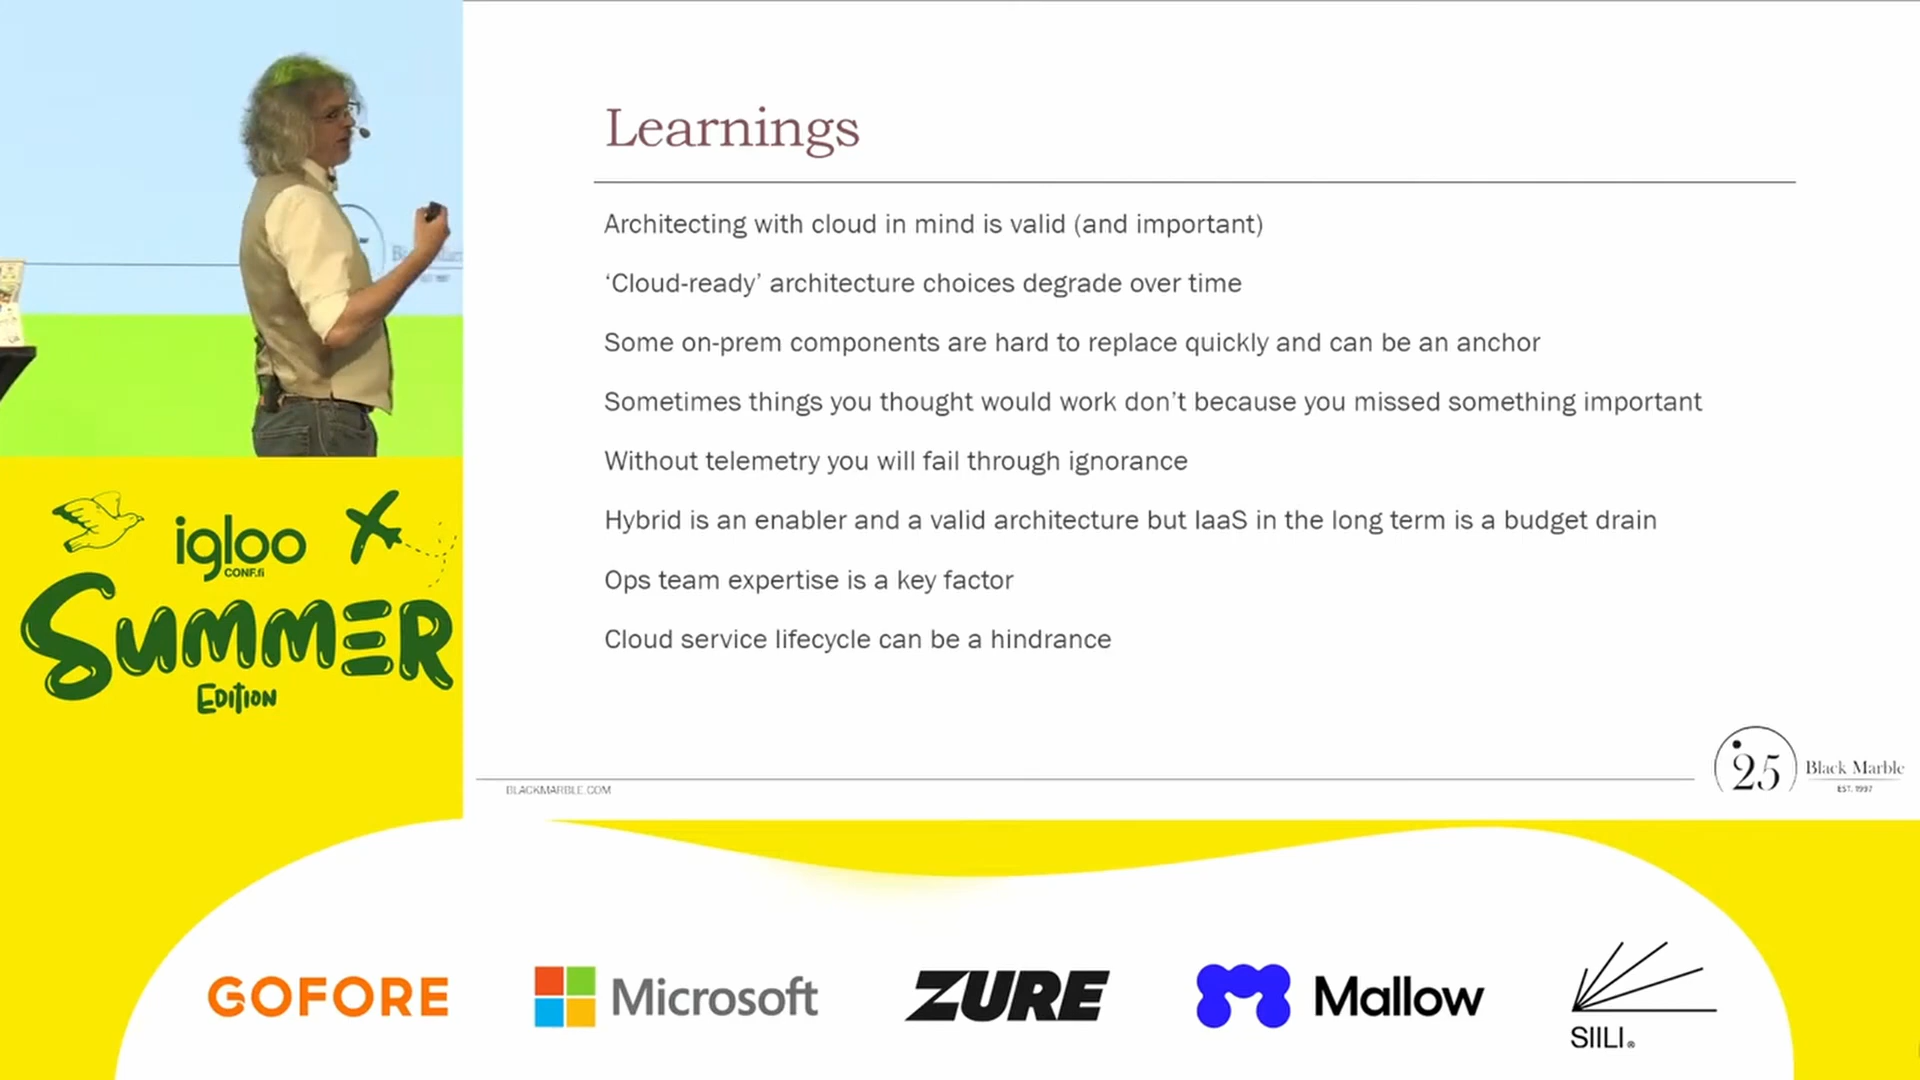 Learnings
Architecting with cloud in mind is valid (and important)
‘Cloud-ready’ architecture choices degrade over time
Some on-prem components are hard to replace quickly and can be an anchor
Sometimes things you thought would work don’t because you missed something important
Without telemetry you will fail through ignorance
Hybrid is an enabler and a valid architecture but IaaS in the long term is a budget drain
Ops team expertise is a key factor
Cloud service lifecycle can be a hindrance
BLACKMARBLE.COM
25
Black Marble
EST. 1997
igloo
CONF.fi
SUMMER
EDITION
GOFORE
Microsoft
ZURE
Mallow
SIILI®